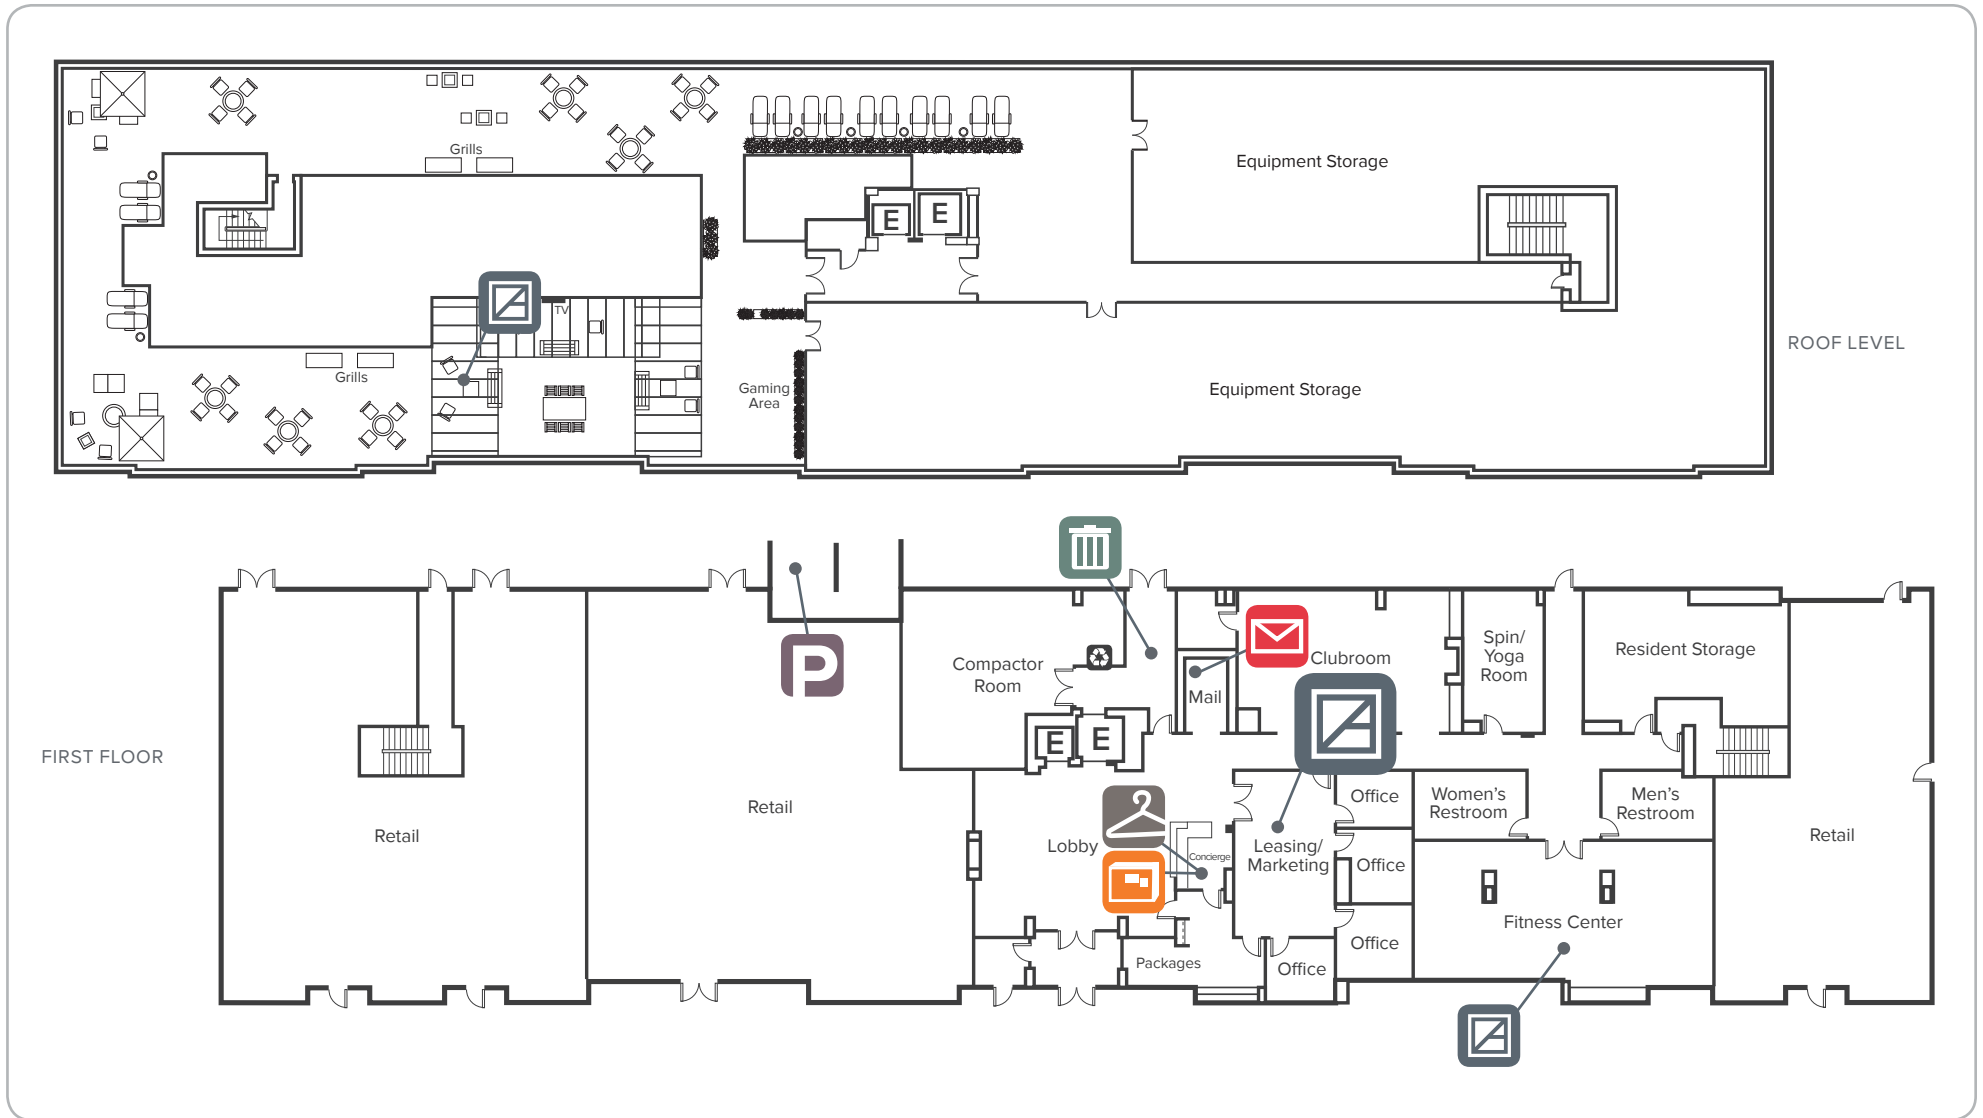 Grills
Equipment Storage
E
E
TV
ROOF LEVEL
Grills
Gaming
Area
Equipment Storage
P
Compactor
Room
Mail
Clubroom
Spin/
Yoga
Room
Resident Storage
FIRST FLOOR
E
E
Retail
Retail
Lobby
Concierge
Leasing/
Marketing
Office
Office
Office
Office
Women's
Restroom
Men's
Restroom
Retail
Fitness Center
Packages